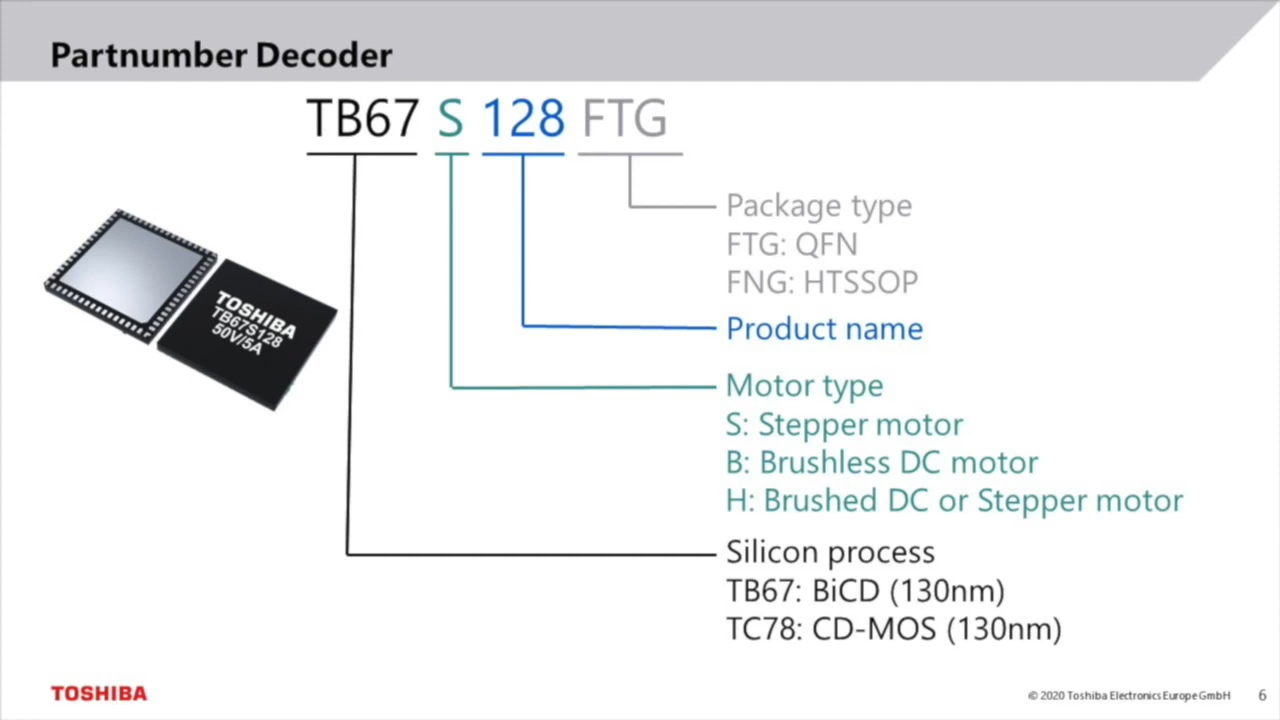 Partnumber Decoder
TB67 S 128 FTG
Package type
FTG: QFN
FNG: HTSSOP
TOSHIBA
TB67S128
50V/5A
Product name
Motor type
S: Stepper motor
B: Brushless DC motor
H: Brushed DC or Stepper motor
Silicon process
TB67: BiCD (130nm)
TC78: CD-MOS (130nm)
TOSHIBA
© 2020 Toshiba Electronics Europe GmbH 6